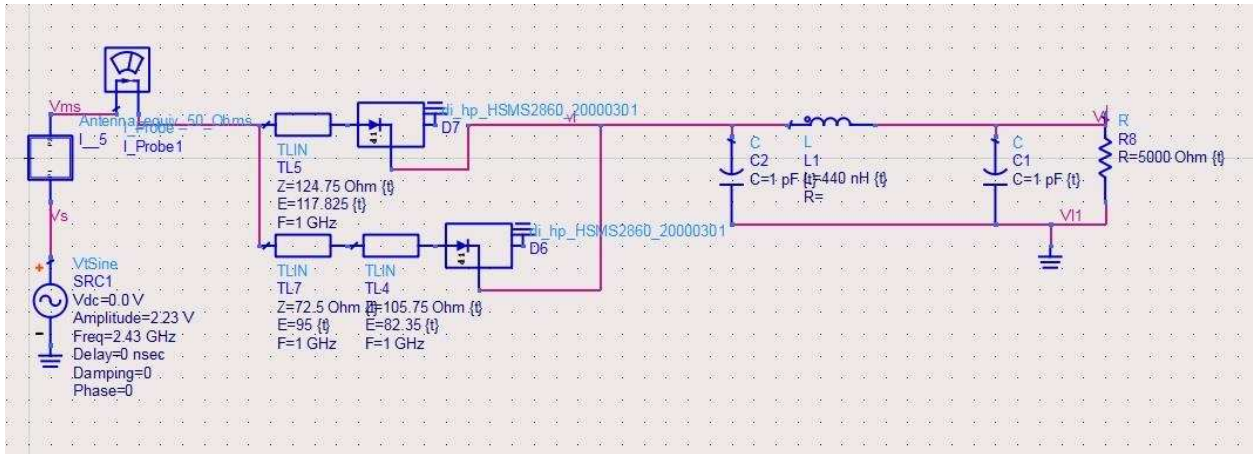 Vms
Antenna_equiv_50_Ohms
I__5
I_Probe
I_Probe1
Vs
VtSine
SRC1
Vdc=0.0 V
Amplitude=2.23 V
Freq=2.43 GHz
Delay=0 nsec
Damping=0
Phase=0
TLIN
TL5
Z=124.75 Ohm {t}
E=117.825 {t}
F=1 GHz
di_hp_HSMS2860_20000301
D7
TLIN
TL7
Z=72.5 Ohm {t}
E=95 {t}
F=1 GHz
TLIN
TL4
Z=105.75 Ohm {t}
E=82.35 {t}
F=1 GHz
di_hp_HSMS2860_20000301
D6
C
C2
C=1 pF {t}
L
L1
L=440 nH {t}
R=
C
C1
C=1 pF {t}
R
R8
R=5000 Ohm {t}
Vl1